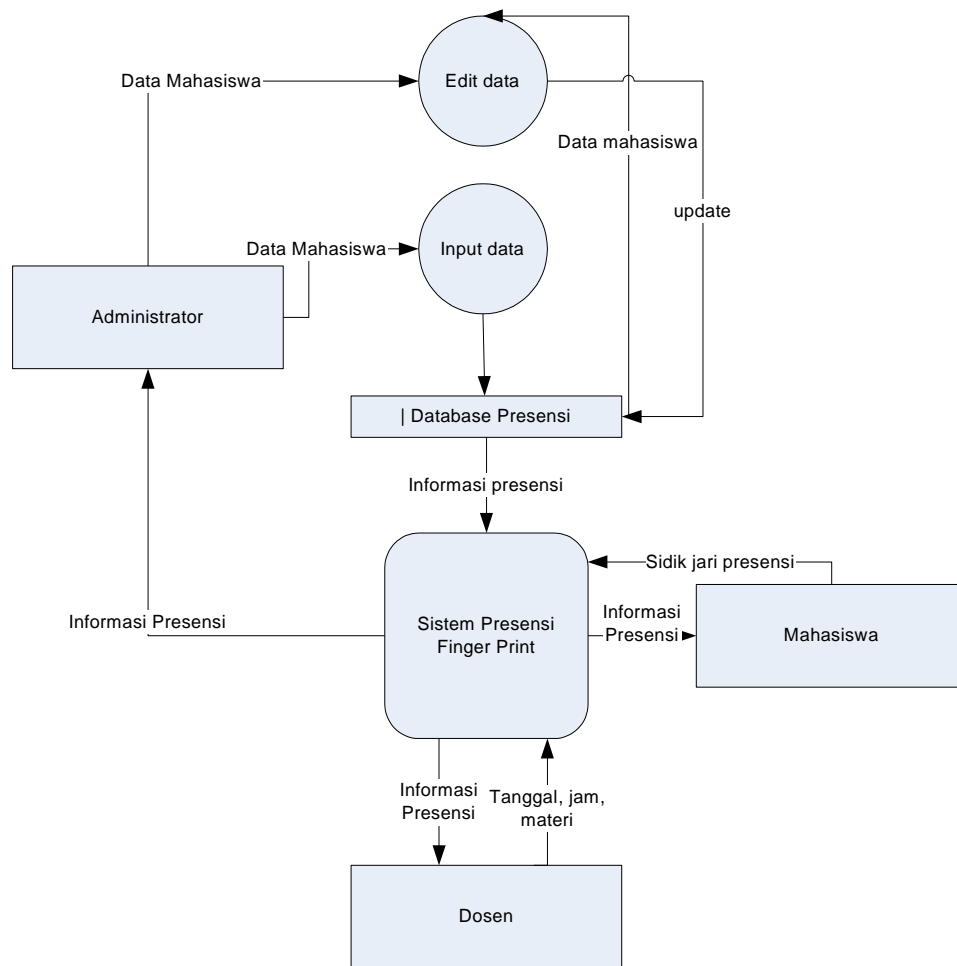 Data Mahasiswa
Edit data
Data mahasiswa
update
Data Mahasiswa
Input data
Administrator
| Database Presensi
Informasi presensi
Sidik jari presensi
Informasi Presensi
Sistem Presensi
Finger Print
Informasi
Presensi
Mahasiswa
Informasi
Presensi
Tanggal, jam,
materi
Dosen